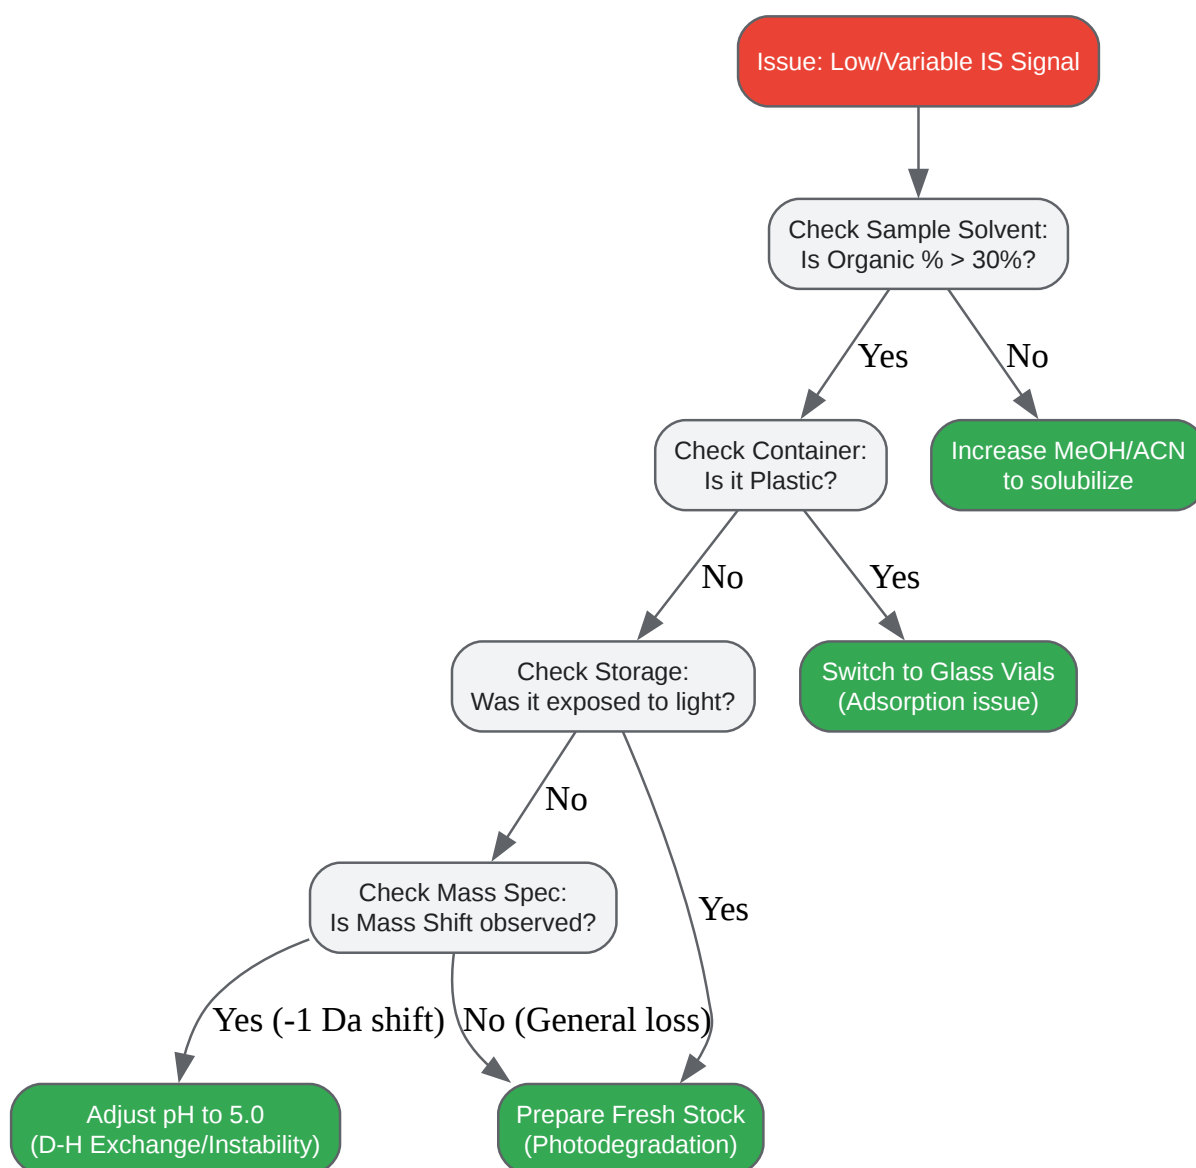 Issue: Low/Variable IS Signal
Check Sample Solvent:
Is Organic % > 30%?
Yes
No
Check Container:
Is it Plastic?
Increase MeOH/ACN
to solubilize
No
Yes
Check Storage:
Was it exposed to light?
Switch to Glass Vials
(Adsorption issue)
No
Check Mass Spec:
Is Mass Shift observed?
Yes
Yes (-1 Da shift)
No (General loss)
Adjust pH to 5.0
(D-H Exchange/Instability)
Prepare Fresh Stock
(Photodegradation)